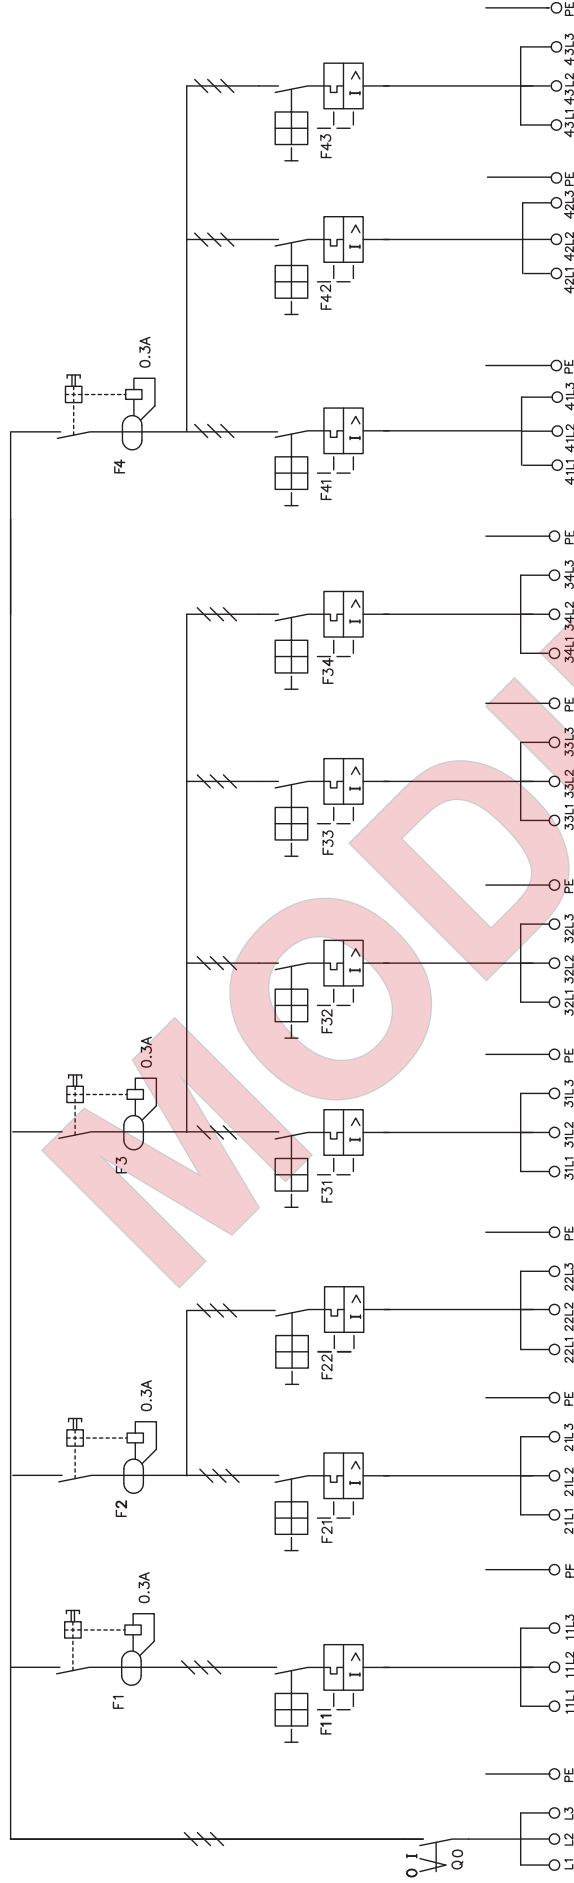 F1
0.3A
F2
0.3A
F3
0.3A
F4
0.3A
F11
I >
F21
I >
F22
I >
F31
I >
F32
I >
F33
I >
F34
I >
F41
I >
F42
I >
F43
I >
O I
Q0
L1 L2 L3 PE
11L1 11L2 11L3 PE
21L1 21L2 21L3 PE
22L1 22L2 22L3 PE
31L1 31L2 31L3 PE
32L1 32L2 32L3 PE
33L1 33L2 33L3 PE
34L1 34L2 34L3 PE
41L1 41L2 41L3 PE
42L1 42L2 42L3 PE
43L1 43L2 43L3 PE
MOD